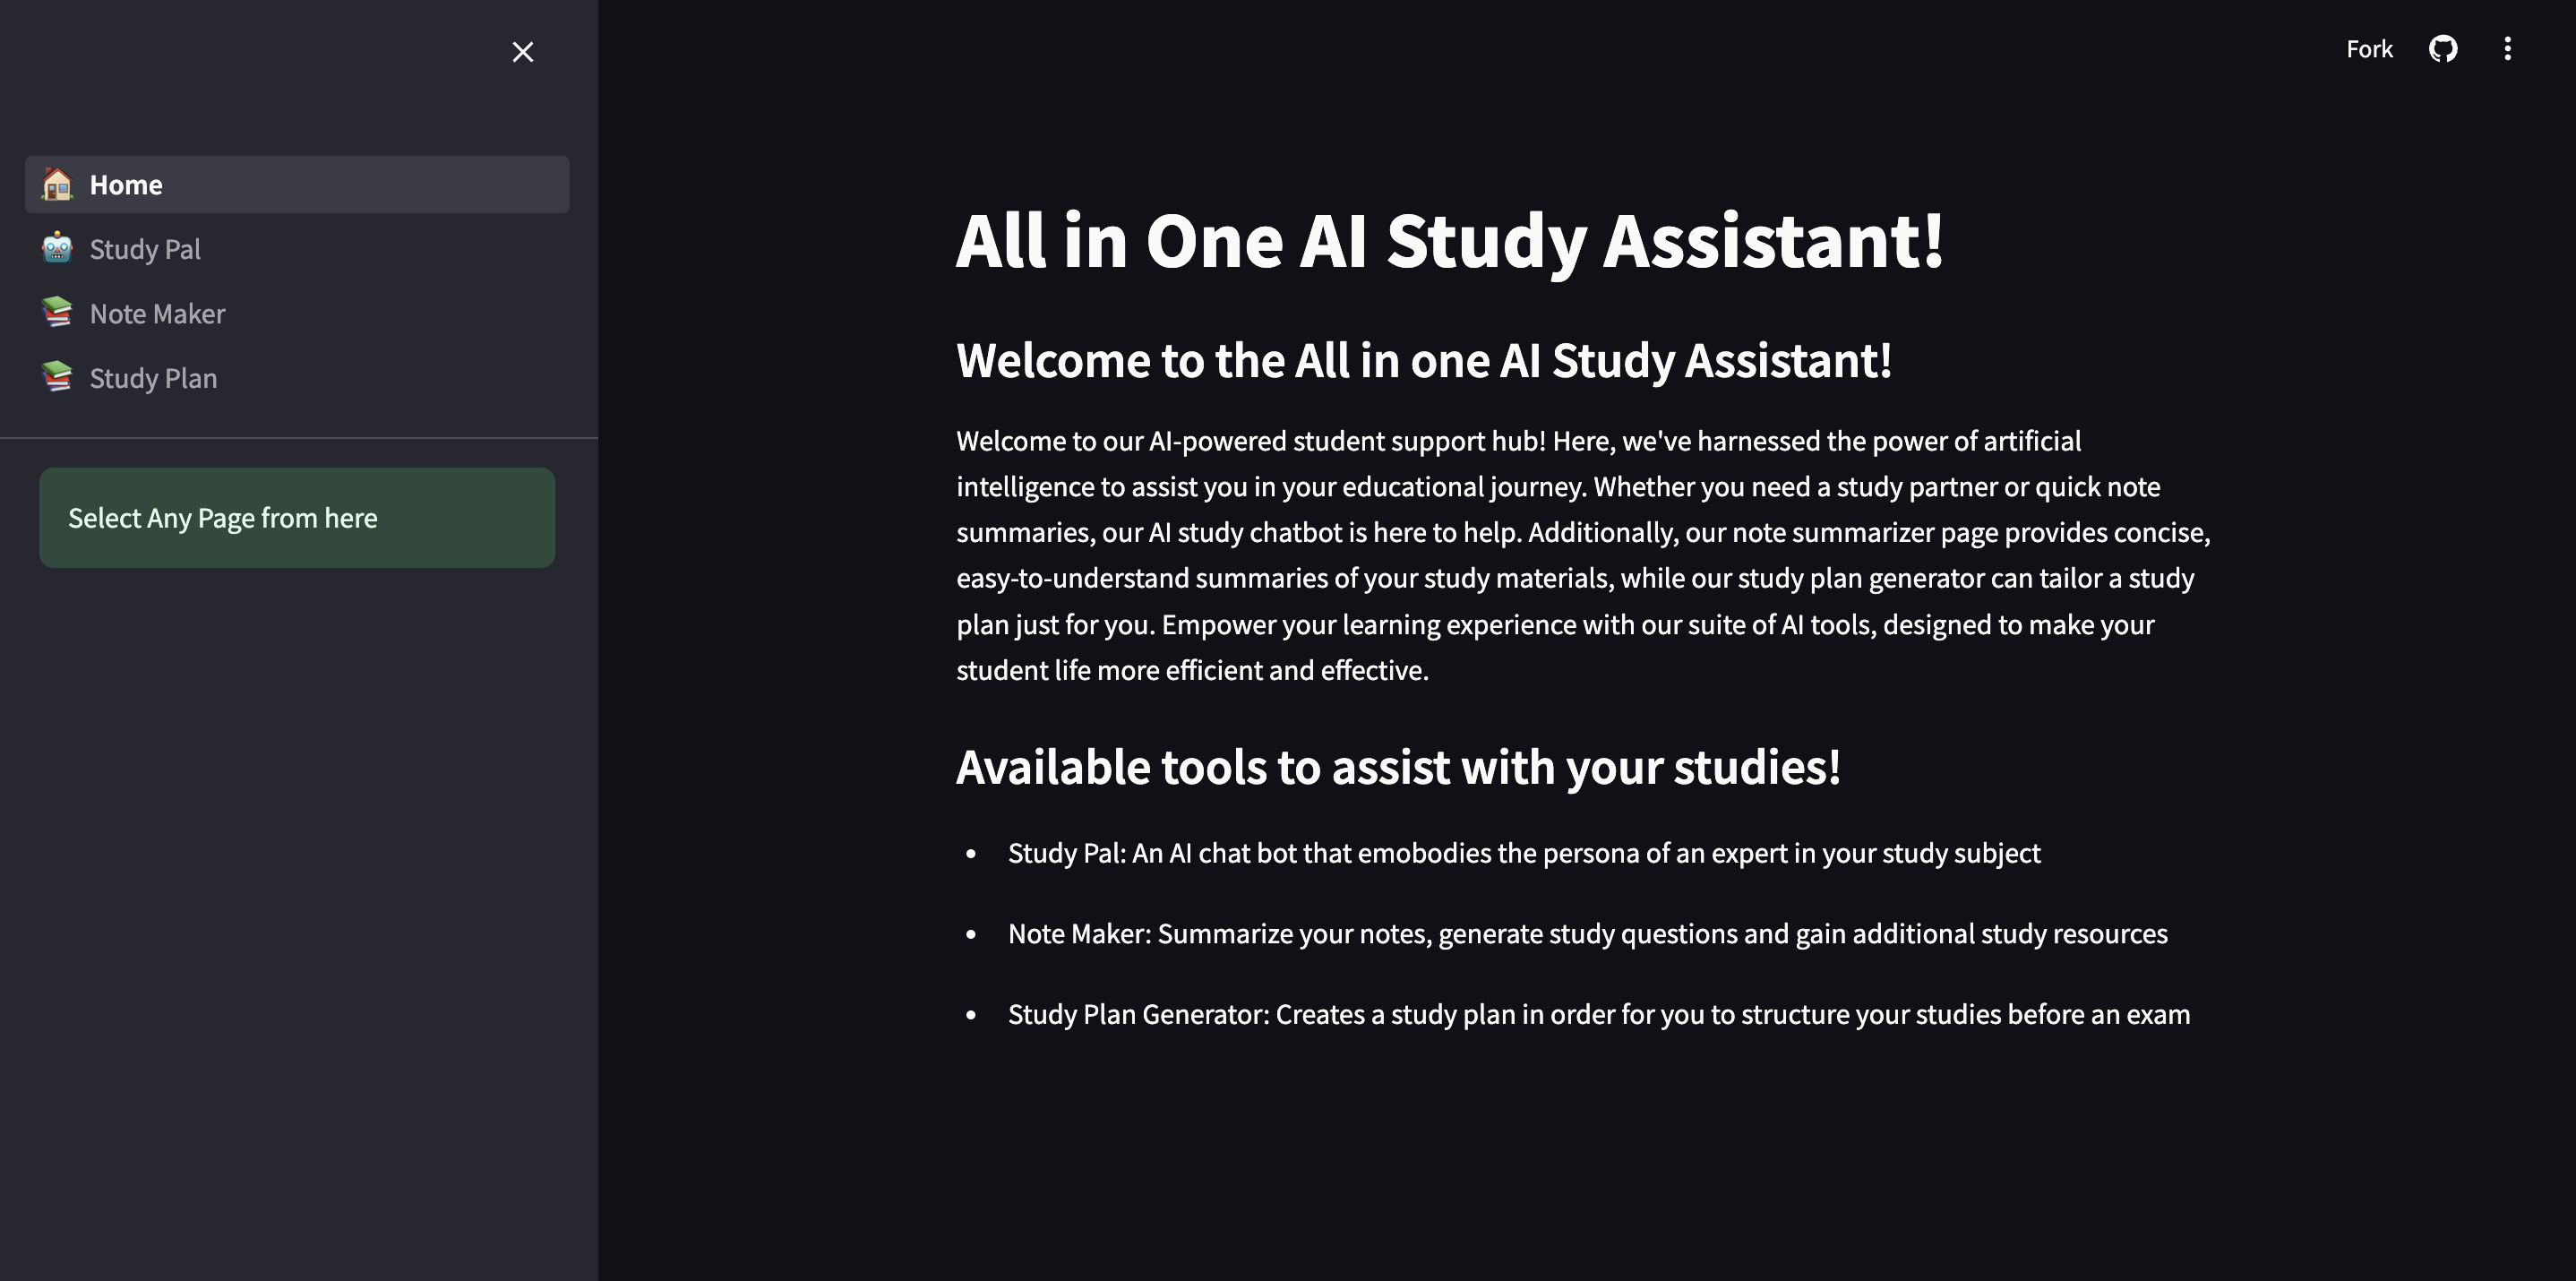 Fork
Home
Study Pal
Note Maker
Study Plan
Select Any Page from here
All in One AI Study Assistant!
Welcome to the All in one AI Study Assistant!
Welcome to our AI-powered student support hub! Here, we've harnessed the power of artificial
intelligence to assist you in your educational journey. Whether you need a study partner or quick note
summaries, our AI study chatbot is here to help. Additionally, our note summarizer page provides concise,
easy-to-understand summaries of your study materials, while our study plan generator can tailor a study
plan just for you. Empower your learning experience with our suite of AI tools, designed to make your
student life more efficient and effective.
Available tools to assist with your studies!
• Study Pal: An AI chat bot that emobodies the persona of an expert in your study subject
• Note Maker: Summarize your notes, generate study questions and gain additional study resources
• Study Plan Generator: Creates a study plan in order for you to structure your studies before an exam